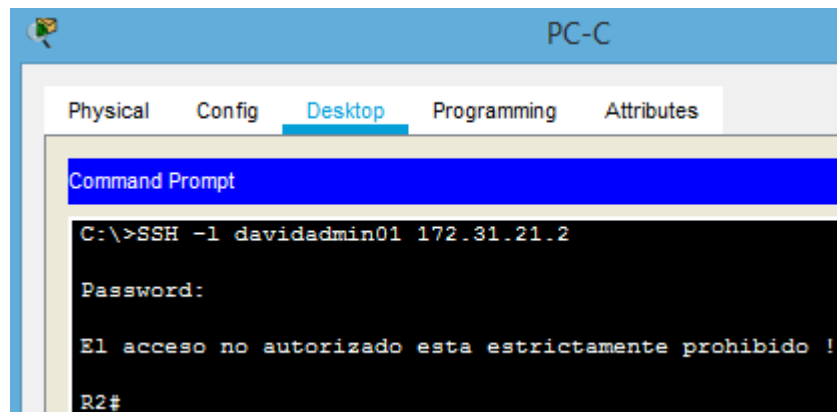 PC-C
Physical Config Desktop Programming Attributes
Command Prompt
C:\>SSH -l davidadmin01 172.31.21.2
Password:
El acceso no autorizado esta estrictamente prohibido !
R2#